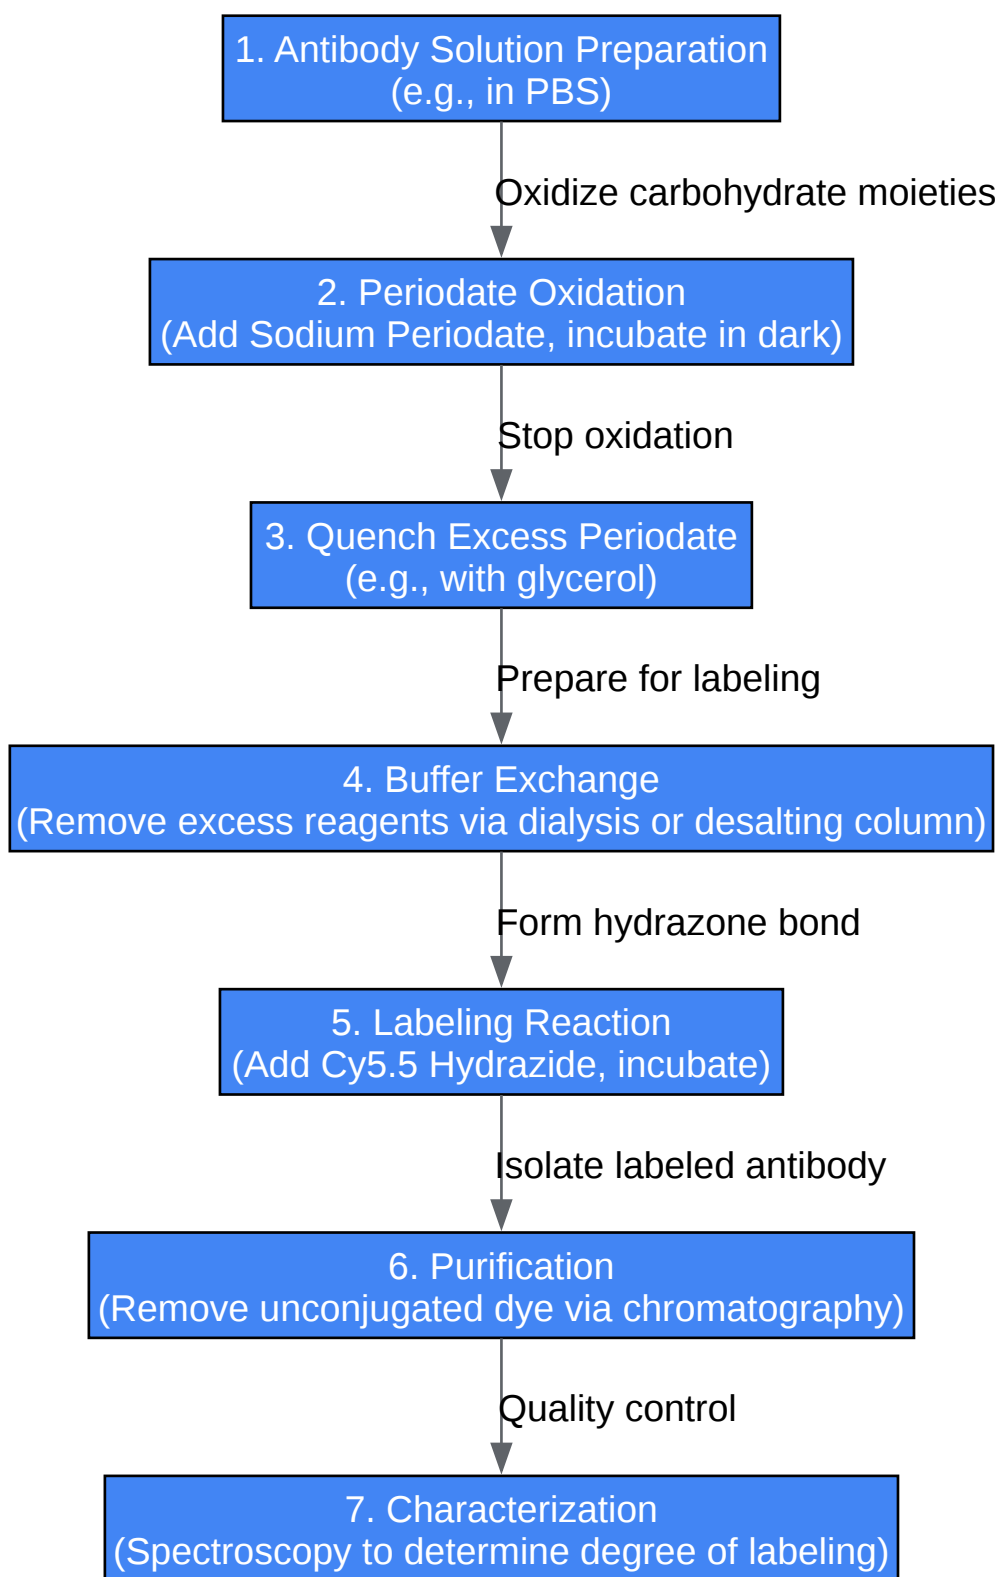 1. Antibody Solution Preparation
(e.g., in PBS)
Oxidize carbohydrate moieties
2. Periodate Oxidation
(Add Sodium Periodate, incubate in dark)
Stop oxidation
3. Quench Excess Periodate
(e.g., with glycerol)
Prepare for labeling
4. Buffer Exchange
(Remove excess reagents via dialysis or desalting column)
Form hydrazone bond
5. Labeling Reaction
(Add Cy5.5 Hydrazide, incubate)
Isolate labeled antibody
6. Purification
(Remove unconjugated dye via chromatography)
Quality control
7. Characterization
(Spectroscopy to determine degree of labeling)